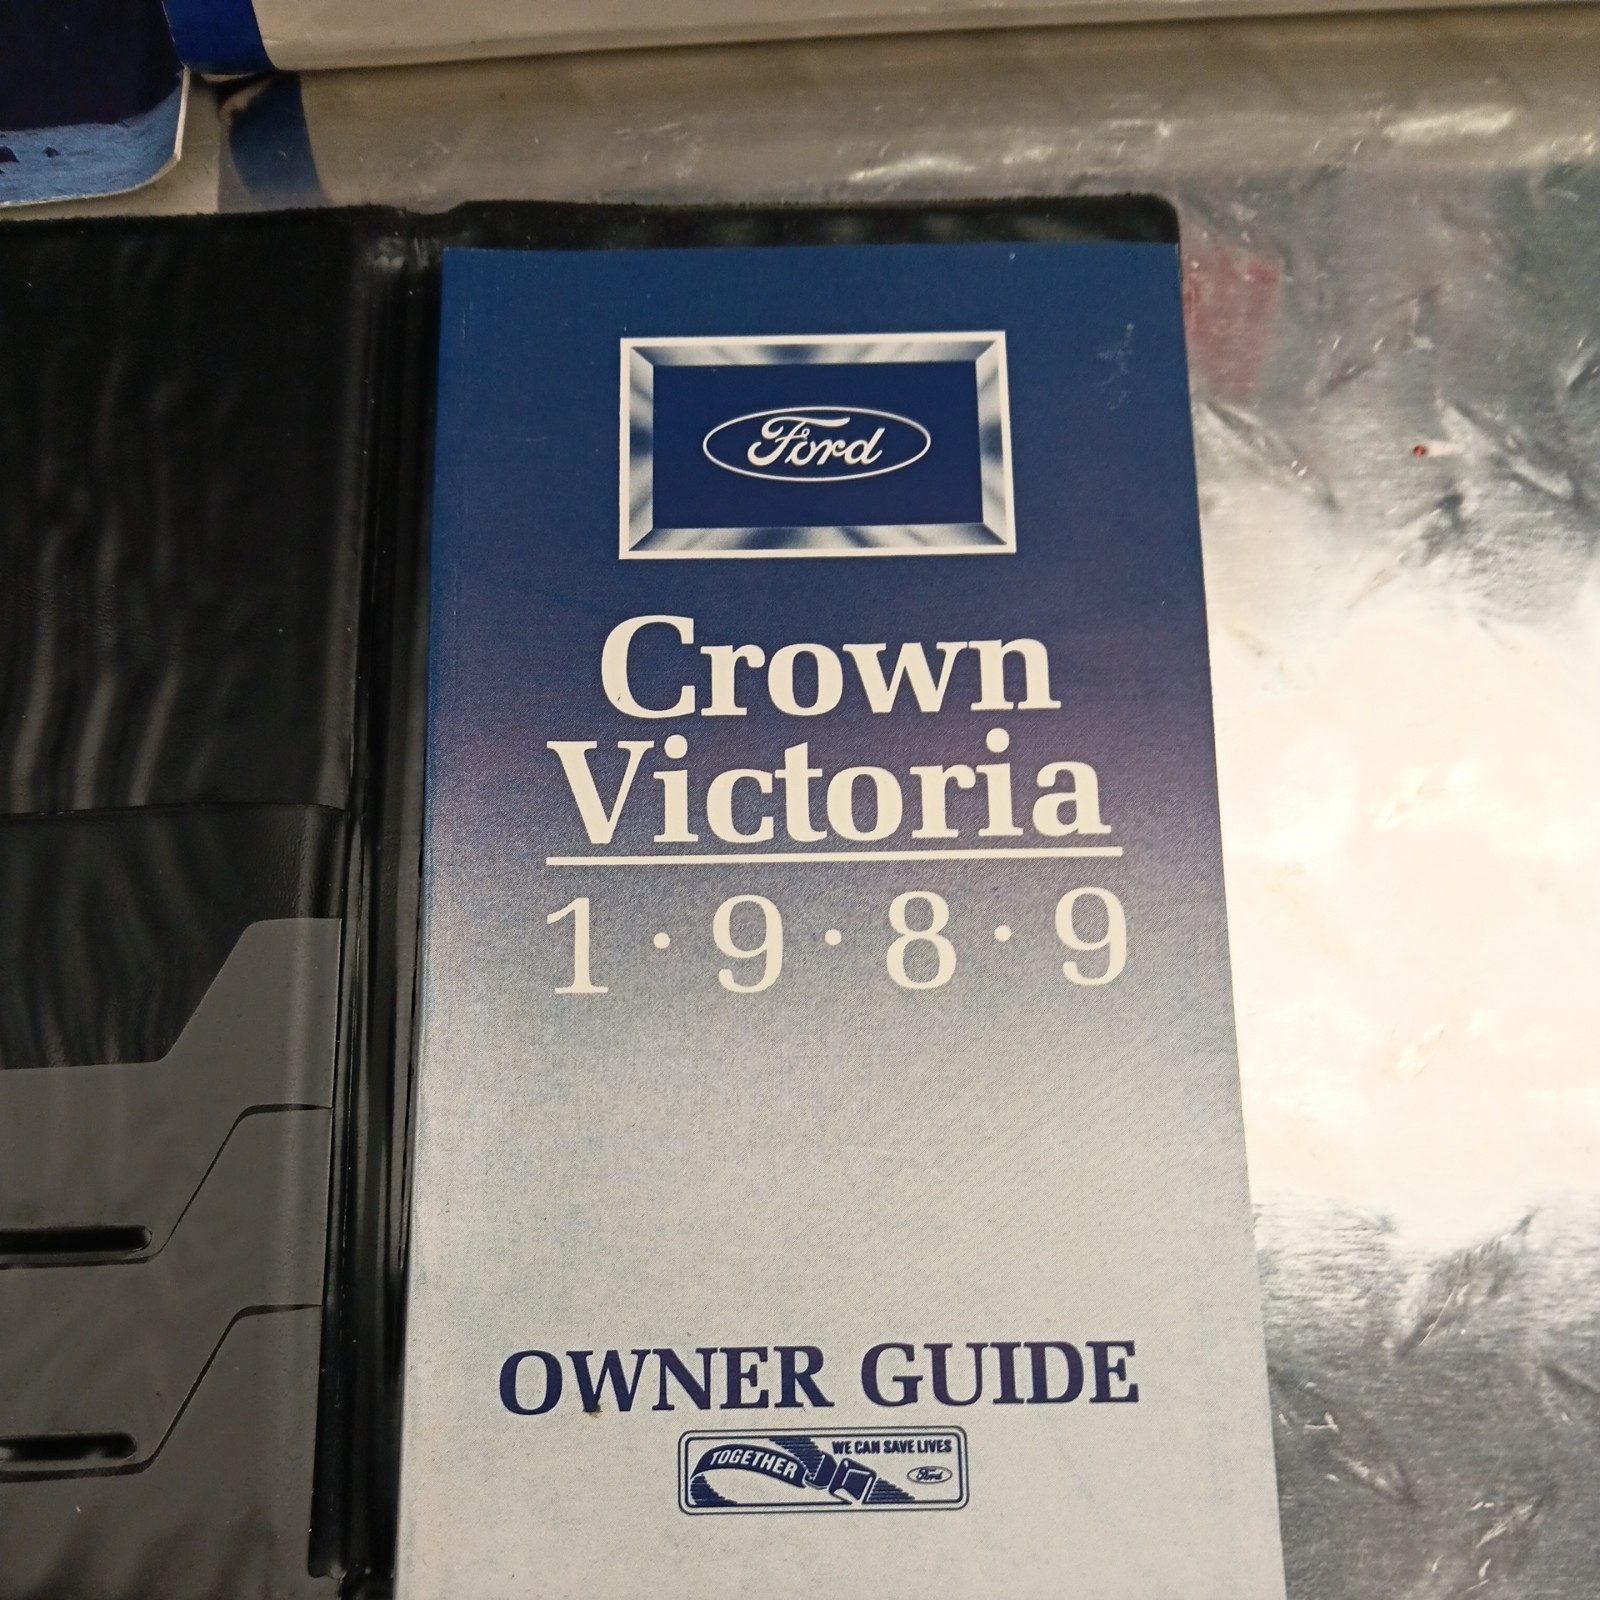 Ford
Crown
Victoria
1·9·8·9
OWNER GUIDE
TOGETHER
WE CAN SAVE LIVES
Ford